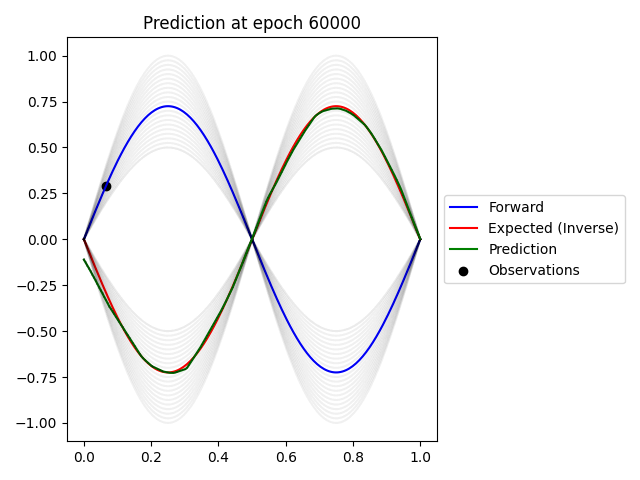 Prediction at epoch 60000
1.00
0.75
0.50
0.25
0.00
−0.25
−0.50
−0.75
−1.00
0.0 0.2 0.4 0.6 0.8 1.0
Forward
Expected (Inverse)
Prediction
Observations